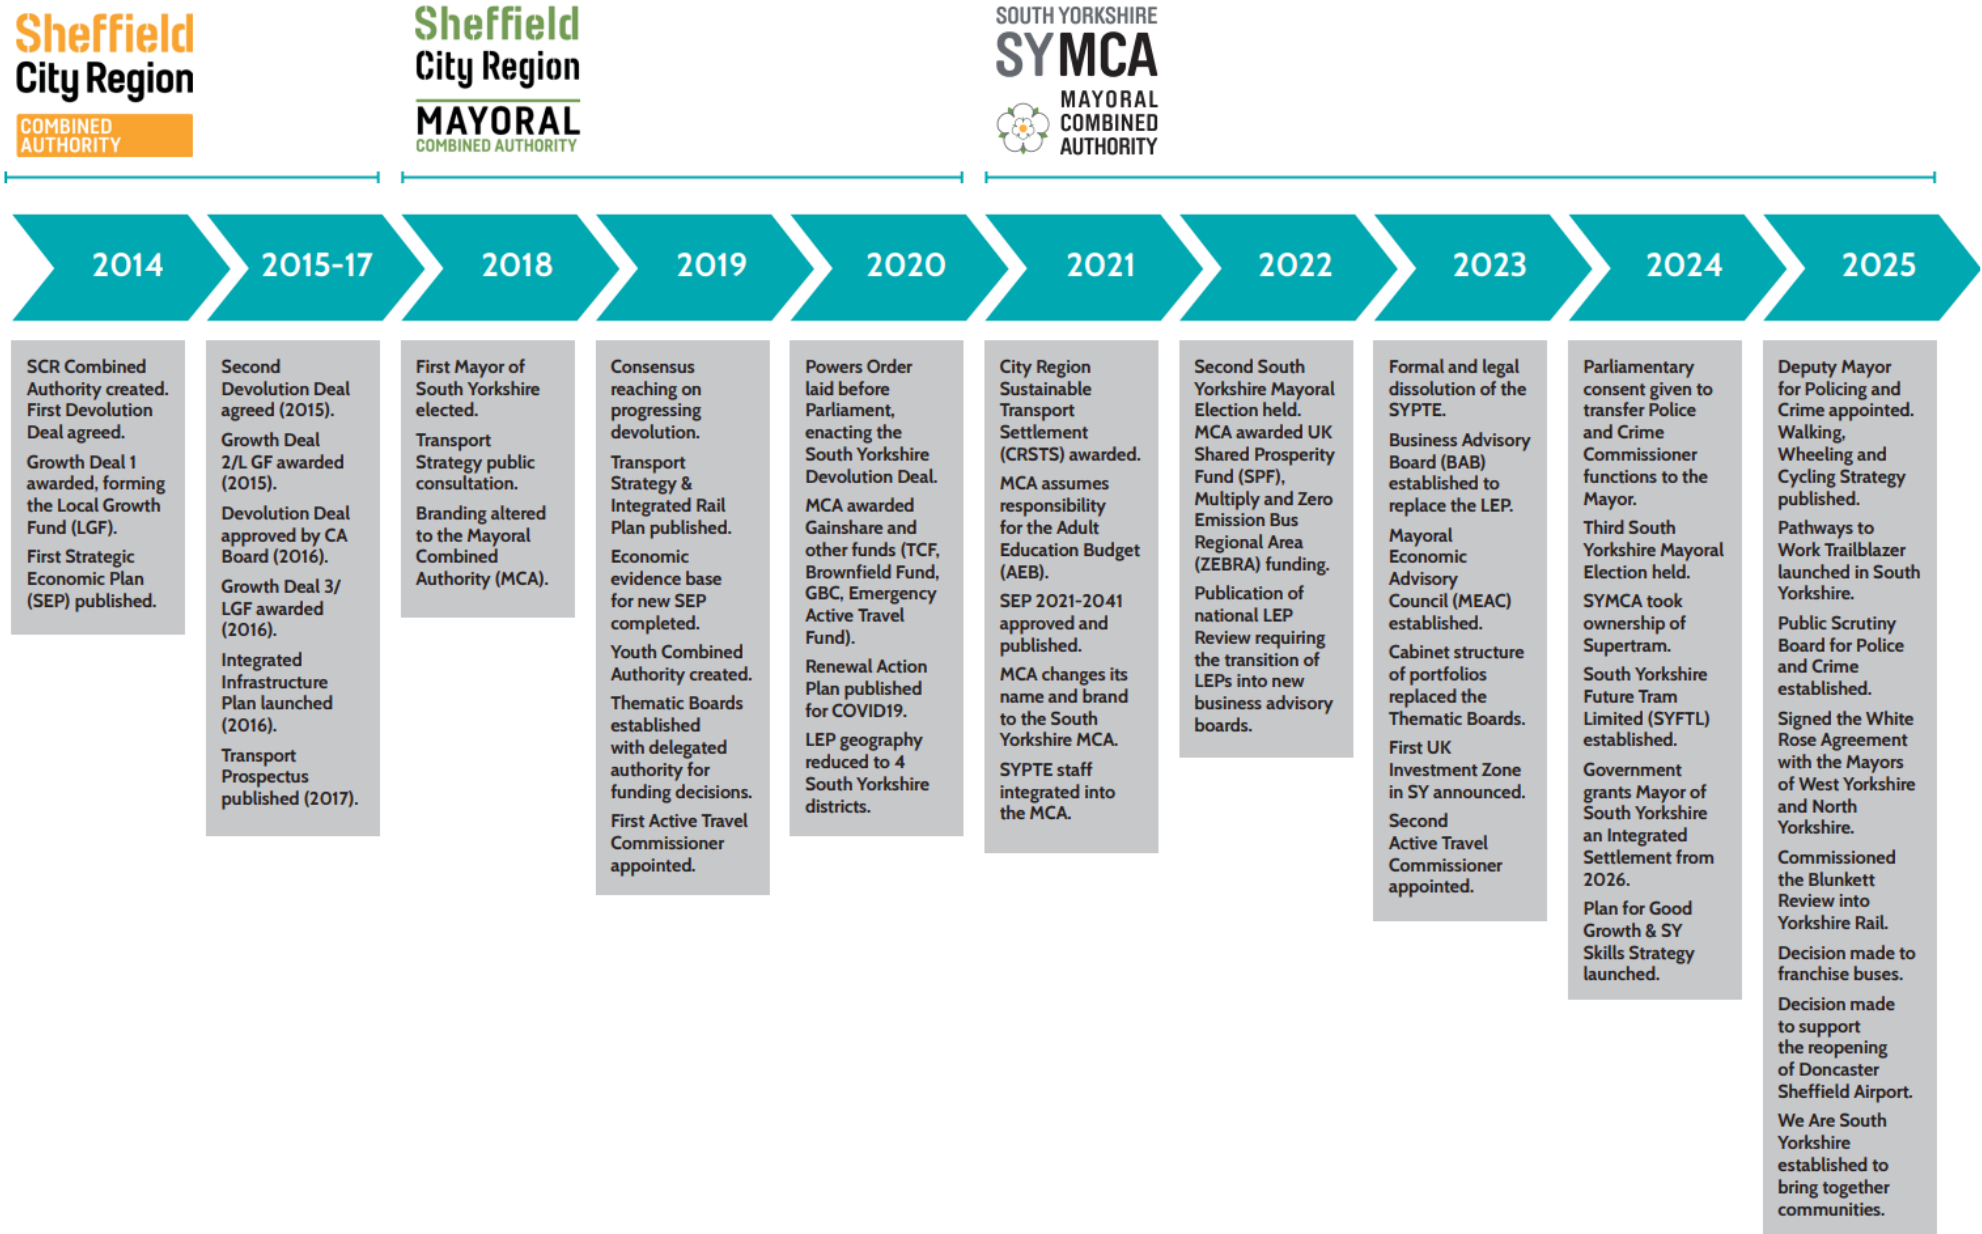 Sheffield
City Region
COMBINED
AUTHORITY
Sheffield
City Region
MAYORAL
COMBINED AUTHORITY
SOUTH YORKSHIRE
SYMCA
MAYORAL
COMBINED
AUTHORITY
2014
2015-17
2018
2019
2020
2021
2022
2023
2024
2025
SCR Combined
Authority created.
First Devolution
Deal agreed.
Growth Deal 1
awarded, forming
the Local Growth
Fund (LGF).
First Strategic
Economic Plan
(SEP) published.
Second
Devolution Deal
agreed (2015).
Growth Deal
2/L GF awarded
(2015).
Devolution Deal
approved by CA
Board (2016).
Growth Deal 3/
LGF awarded
(2016).
Integrated
Infrastructure
Plan launched
(2016).
Transport
Prospectus
published (2017).
First Mayor of
South Yorkshire
elected.
Transport
Strategy public
consultation.
Branding altered
to the Mayoral
Combined
Authority (MCA).
Consensus
reaching on
progressing
devolution.
Transport
Strategy &
Integrated Rail
Plan published.
Economic
evidence base
for new SEP
completed.
Youth Combined
Authority created.
Thematic Boards
established
with delegated
authority for
funding decisions.
First Active Travel
Commissioner
appointed.
Powers Order
laid before
Parliament,
enacting the
South Yorkshire
Devolution Deal.
MCA awarded
Gainshare and
other funds (TCF,
Brownfield Fund,
GBC, Emergency
Active Travel
Fund).
Renewal Action
Plan published
for COVID19.
LEP geography
reduced to 4
South Yorkshire
districts.
City Region
Sustainable
Transport
Settlement
(CRSTS) awarded.
MCA assumes
responsibility
for the Adult
Education Budget
(AEB).
SEP 2021-2041
approved and
published.
MCA changes its
name and brand
to the South
Yorkshire MCA.
SYPTE staff
integrated into
the MCA.
Second South
Yorkshire Mayoral
Election held.
MCA awarded UK
Shared Prosperity
Fund (SPF),
Multiply and Zero
Emission Bus
Regional Area
(ZEBRA) funding.
Publication of
national LEP
Review requiring
the transition of
LEPs into new
business advisory
boards.
Formal and legal
dissolution of the
SYPTE.
Business Advisory
Board (BAB)
established to
replace the LEP.
Mayoral
Economic
Advisory
Council (MEAC)
established.
Cabinet structure
of portfolios
replaced the
Thematic Boards.
First UK
Investment Zone
in SY announced.
Second
Active Travel
Commissioner
appointed.
Parliamentary
consent given to
transfer Police
and Crime
Commissioner
functions to the
Mayor.
Third South
Yorkshire Mayoral
Election held.
SYMCA took
ownership of
Supertram.
South Yorkshire
Future Tram
Limited (SYFTL)
established.
Government
grants Mayor of
South Yorkshire
an Integrated
Settlement from
2026.
Plan for Good
Growth & SY
Skills Strategy
launched.
Deputy Mayor
for Policing and
Crime appointed.
Walking,
Wheeling and
Cycling Strategy
published.
Pathways to
Work Trailblazer
launched in South
Yorkshire.
Public Scrutiny
Board for Police
and Crime
established.
Signed the White
Rose Agreement
with the Mayors
of West Yorkshire
and North
Yorkshire.
Commissioned
the Blunkett
Review into
Yorkshire Rail.
Decision made to
franchise buses.
Decision made
to support
the reopening
of Doncaster
Sheffield Airport.
We Are South
Yorkshire
established to
bring together
communities.